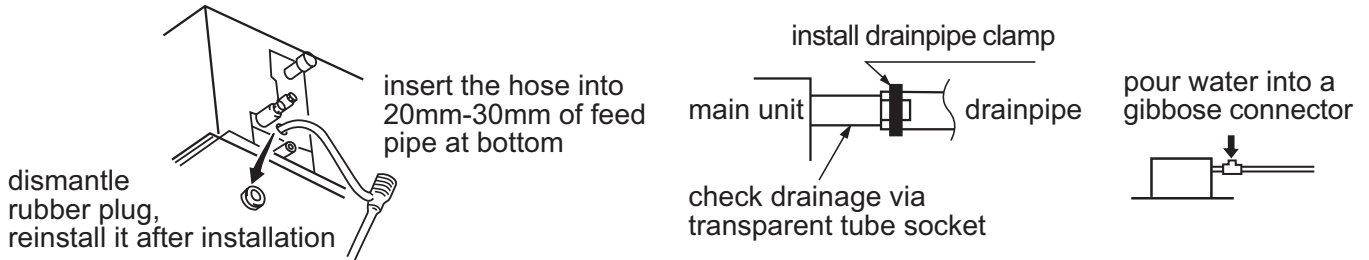 insert the hose into
20mm-30mm of feed
pipe at bottom
dismantle
rubber plug,
reinstall it after installation
install drainpipe clamp
main unit
drainpipe
check drainage via
transparent tube socket
pour water into a
gibbose connector